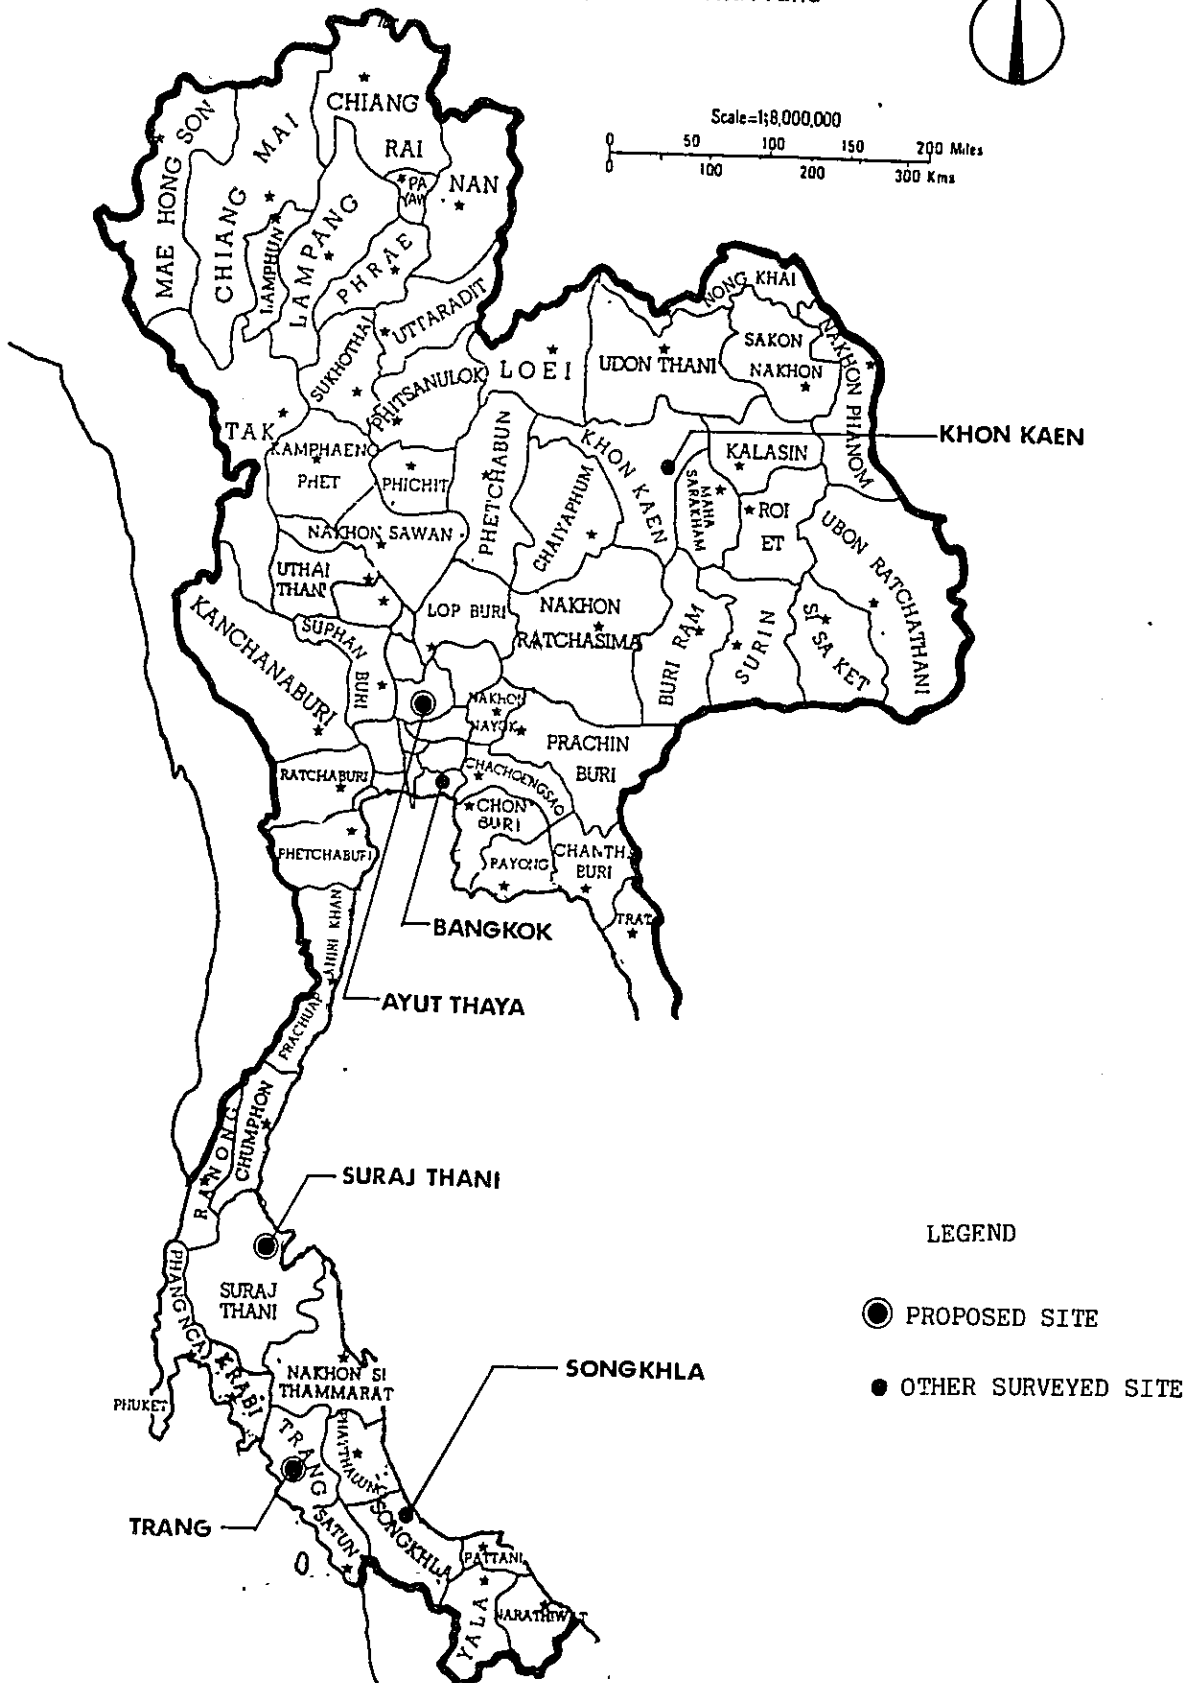 Scale=1;8,000,000
0 50 100 150 200 Miles
0 100 200 300 Kms
CHIANG
RAI
MAE HONG SON
CHIANG MAI
PA
YAW
NAN
LAMPHUN
LAMPANG
PHRAE
UTTARADIT
NONG KHAI
SUKHOTHAI
LOEI
UDON THANI
SAKON
NAKHON
NAKHON PHANOM
PHITSANULOK
TAK
KAMPHAENG
PHET
PHICHIT
PHETCHABUN
KHON KAEN
KALASIN
KHON KAEN
CHAIYAPHUM
MAHA
SARAKHAM
ROI
ET
UBON RATCHATHANI
NAKHON SAWAN
UTHAI
THANI
LOP BURI
NAKHON
RATCHASIMA
BURI RAM
SURIN
SI SA KET
KANCHANABURI
SUPHAN
BURI
NAKHON
NAYOK
PRACHIN
BURI
RATCHABURI
CHACHOENGSAO
CHON
BURI
PHETCHABURI
PAYONG
CHANTH
BURI
TRAT
BANGKOK
AYUT THAYA
PRACHUAP
KHIRI KHAN
CHUMPHON
RANONG
SURAJ THANI
LEGEND
PHANGNGA
SURAJ
THANI
PROPOSED SITE
KRABI
NAKHON SI
THAMMARAT
SONGKHLA
OTHER SURVEYED SITE
PHUKET
TRANG
PHATTHALUNG
TRANG
SATUN
SONGKHLA
PATTANI
YALA
NARATHIWAT